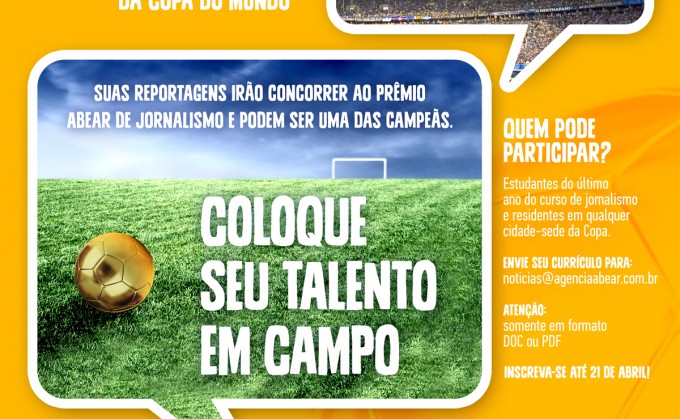 DA COPA DO MUNDO
SUAS REPORTAGENS IRÃO CONCORRER AO PRÊMIO
ABEAR DE JORNALISMO E PODEM SER UMA DAS CAMPEÃS.
COLOQUE
SEU TALENTO
EM CAMPO
QUEM PODE
PARTICIPAR?
Estudantes do último
ano do curso de jornalismo
e residentes em qualquer
cidade-sede da Copa.
ENVIE SEU CURRÍCULO PARA:
noticias@agenciaabear.com.br
ATENÇÃO:
somente em formato
DOC ou PDF
INSCREVA-SE ATÉ 21 DE ABRIL!